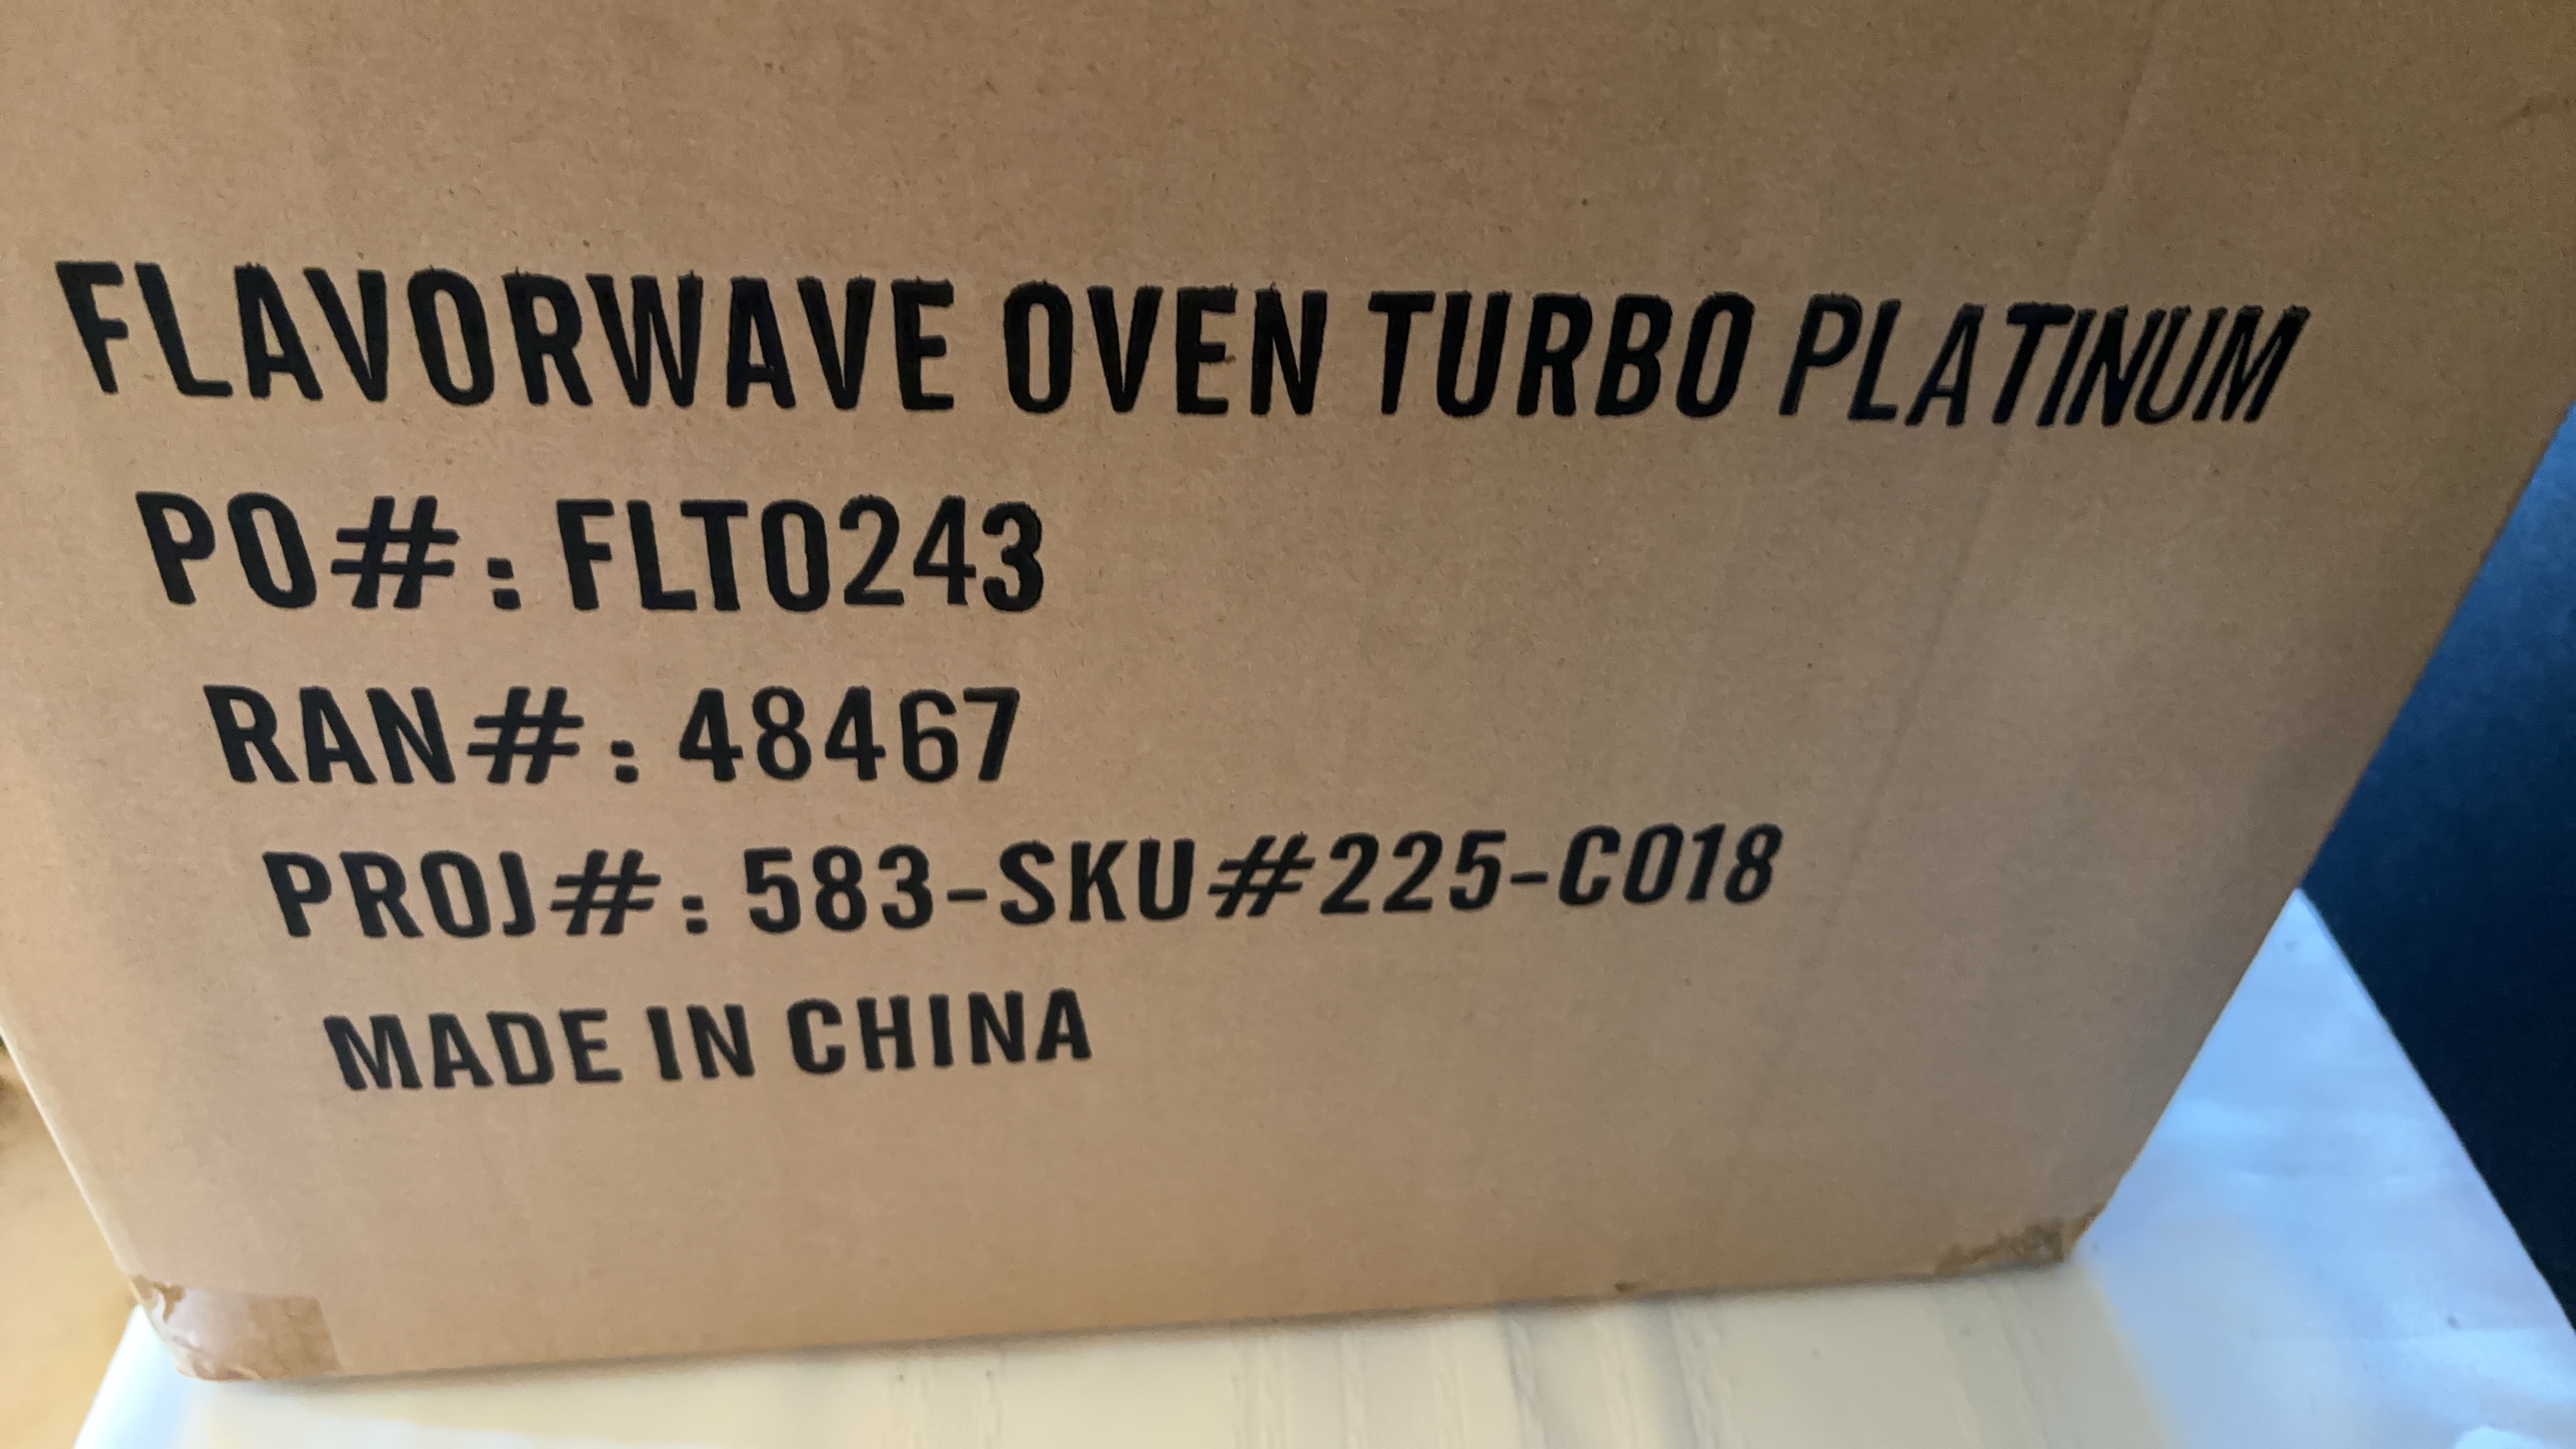 FLAVORWAVE OVEN TURBO PLATINUM
PO#: FLT0243
RAN#: 48467
PROJ#: 583-SKU#225-C018
MADE IN CHINA